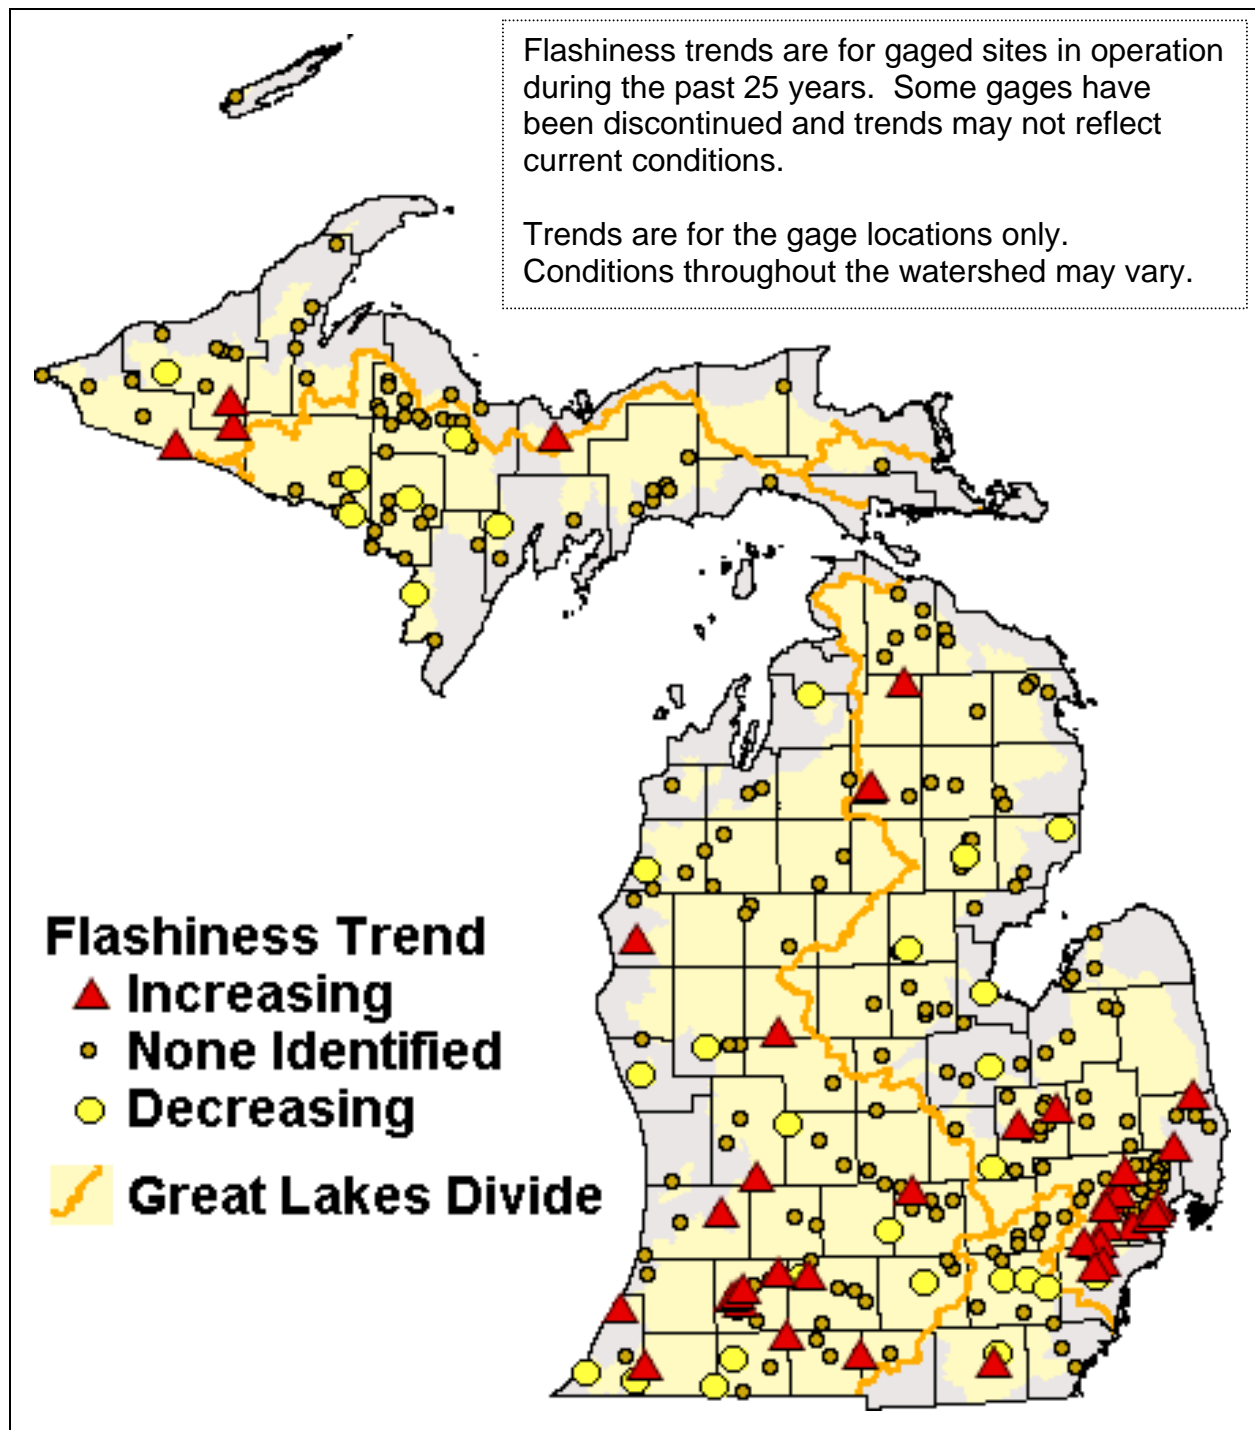 Flashiness trends are for gaged sites in operation
during the past 25 years.  Some gages have
been discontinued and trends may not reflect
current conditions.
Trends are for the gage locations only.
Conditions throughout the watershed may vary.
Flashiness Trend
Increasing
None Identified
Decreasing
Great Lakes Divide